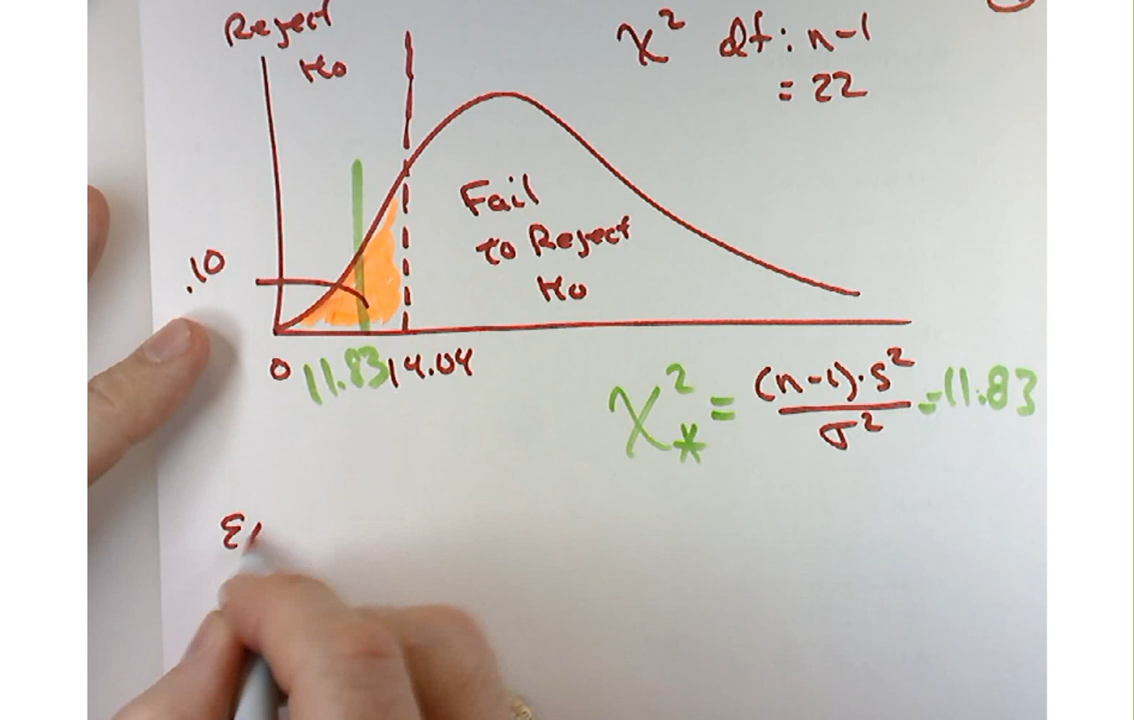 Reject
Ho
χ² df: n-1
= 22
Fail
to Reject
Ho
.10
0 11.83 14.04
χ²* = (n-1)·s² / σ² = 11.83